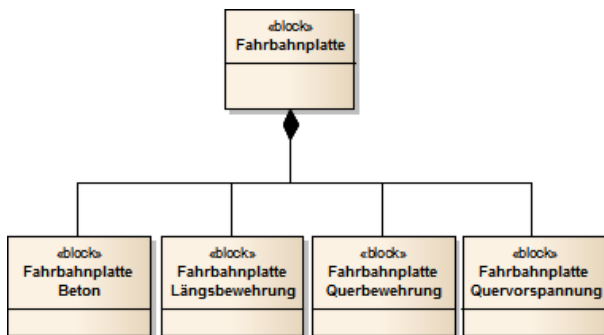 «block»
Fahrbahnplatte
«block»
Fahrbahnplatte
Beton
«block»
Fahrbahnplatte
Längsbewehrung
«block»
Fahrbahnplatte
Querbewehrung
«block»
Fahrbahnplatte
Quervorspannung